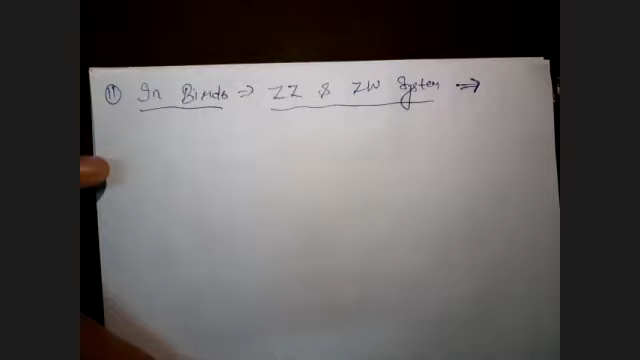 (11) In Birds => ZZ & ZW System =>